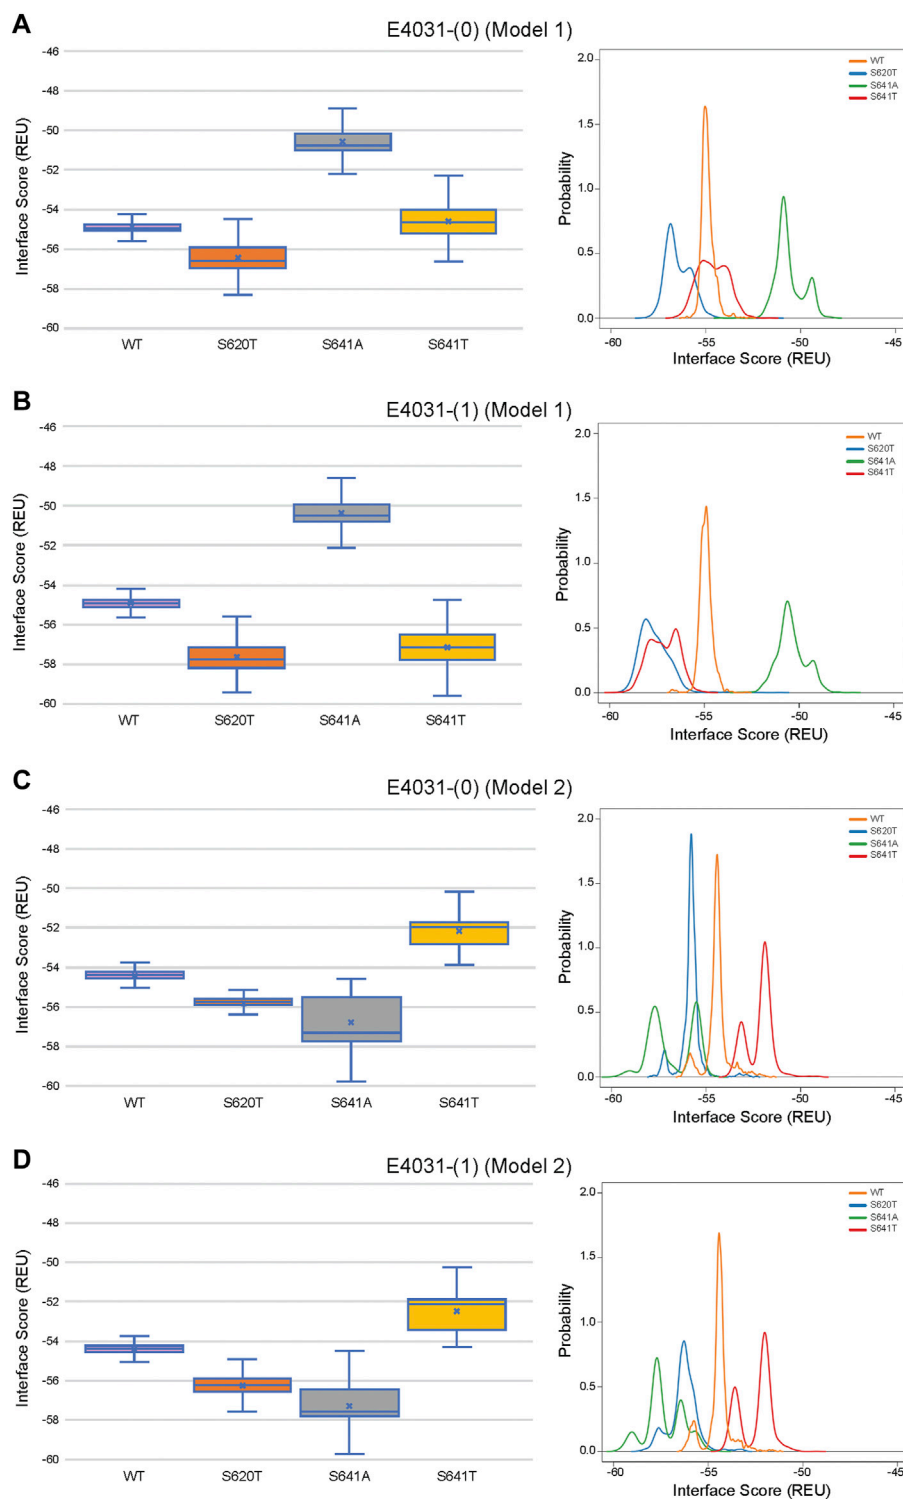 A
E4031-(0) (Model 1)
Interface Score (REU)
-46
-48
-50
-52
-54
-56
-58
-60
WT
S620T
S641A
S641T
Probability
2.0
1.5
1.0
0.5
0.0
WT
S620T
S641A
S641T
-60
-55
-50
-45
Interface Score (REU)
B
E4031-(1) (Model 1)
Interface Score (REU)
-46
-48
-50
-52
-54
-56
-58
-60
WT
S620T
S641A
S641T
Probability
2.0
1.5
1.0
0.5
0.0
WT
S620T
S641A
S641T
-60
-55
-50
-45
Interface Score (REU)
C
E4031-(0) (Model 2)
Interface Score (REU)
-46
-48
-50
-52
-54
-56
-58
-60
WT
S620T
S641A
S641T
Probability
2.0
1.5
1.0
0.5
0.0
WT
S620T
S641A
S641T
-60
-55
-50
-45
Interface Score (REU)
D
E4031-(1) (Model 2)
Interface Score (REU)
-46
-48
-50
-52
-54
-56
-58
-60
WT
S620T
S641A
S641T
Probability
2.0
1.5
1.0
0.5
0.0
WT
S620T
S641A
S641T
-60
-55
-50
-45
Interface Score (REU)